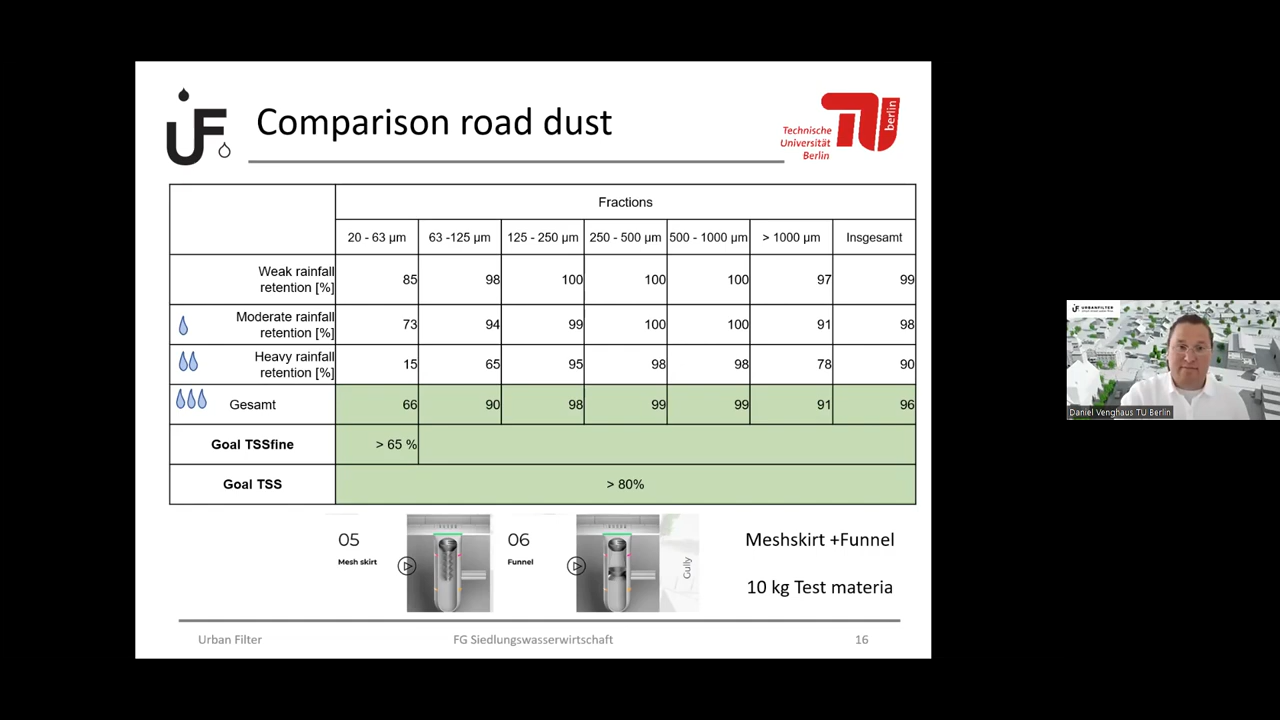 UF
Comparison road dust
Technische
Universität
Berlin
berlin
Fractions
20 - 63 µm 63 -125 µm 125 - 250 µm 250 - 500 µm 500 - 1000 µm > 1000 µm Insgesamt
Weak rainfall
retention [%] 85 98 100 100 100 97 99
Moderate rainfall
retention [%] 73 94 99 100 100 91 98
Heavy rainfall
retention [%] 15 65 95 98 98 78 90
Gesamt 66 90 98 99 99 91 96
Goal TSSfine > 65 %
Goal TSS > 80%
05
Mesh skirt
06
Funnel
Gully
Meshskirt +Funnel
10 kg Test materia
Urban Filter FG Siedlungswasserwirtschaft 16
URBANFILTER
Daniel Venghaus TU Berlin